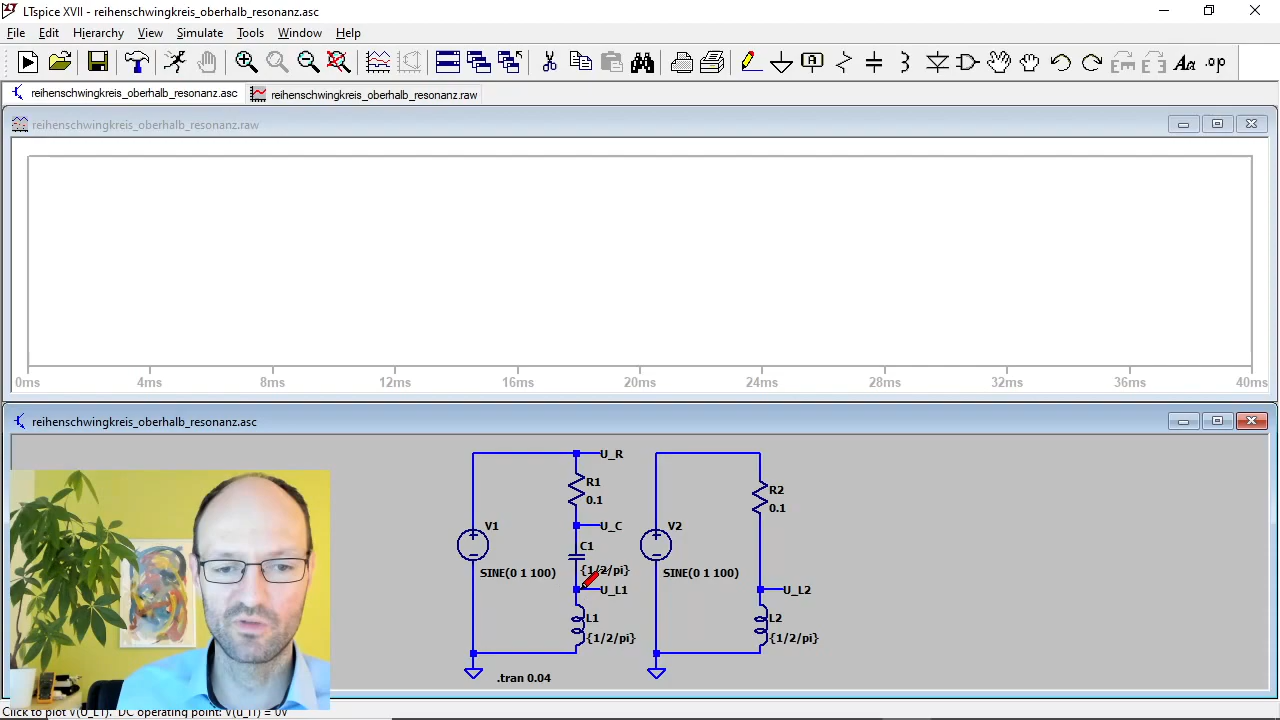 LTspice XVII - reihenschwingkreis_oberhalb_resonanz.asc
File Edit Hierarchy View Simulate Tools Window Help
reihenschwingkreis_oberhalb_resonanz.asc reihenschwingkreis_oberhalb_resonanz.raw
reihenschwingkreis_oberhalb_resonanz.raw
0ms 4ms 8ms 12ms 16ms 20ms 24ms 28ms 32ms 36ms 40ms
reihenschwingkreis_oberhalb_resonanz.asc
U_R
R1
0.1
R2
0.1
V1
U_C
V2
C1
SINE(0 1 100)
{1/2/pi}
SINE(0 1 100)
U_L1
U_L2
L1
{1/2/pi}
L2
{1/2/pi}
.tran 0.04
Click to plot V(U_L1). DC operating point: V(u_l1) = 0V